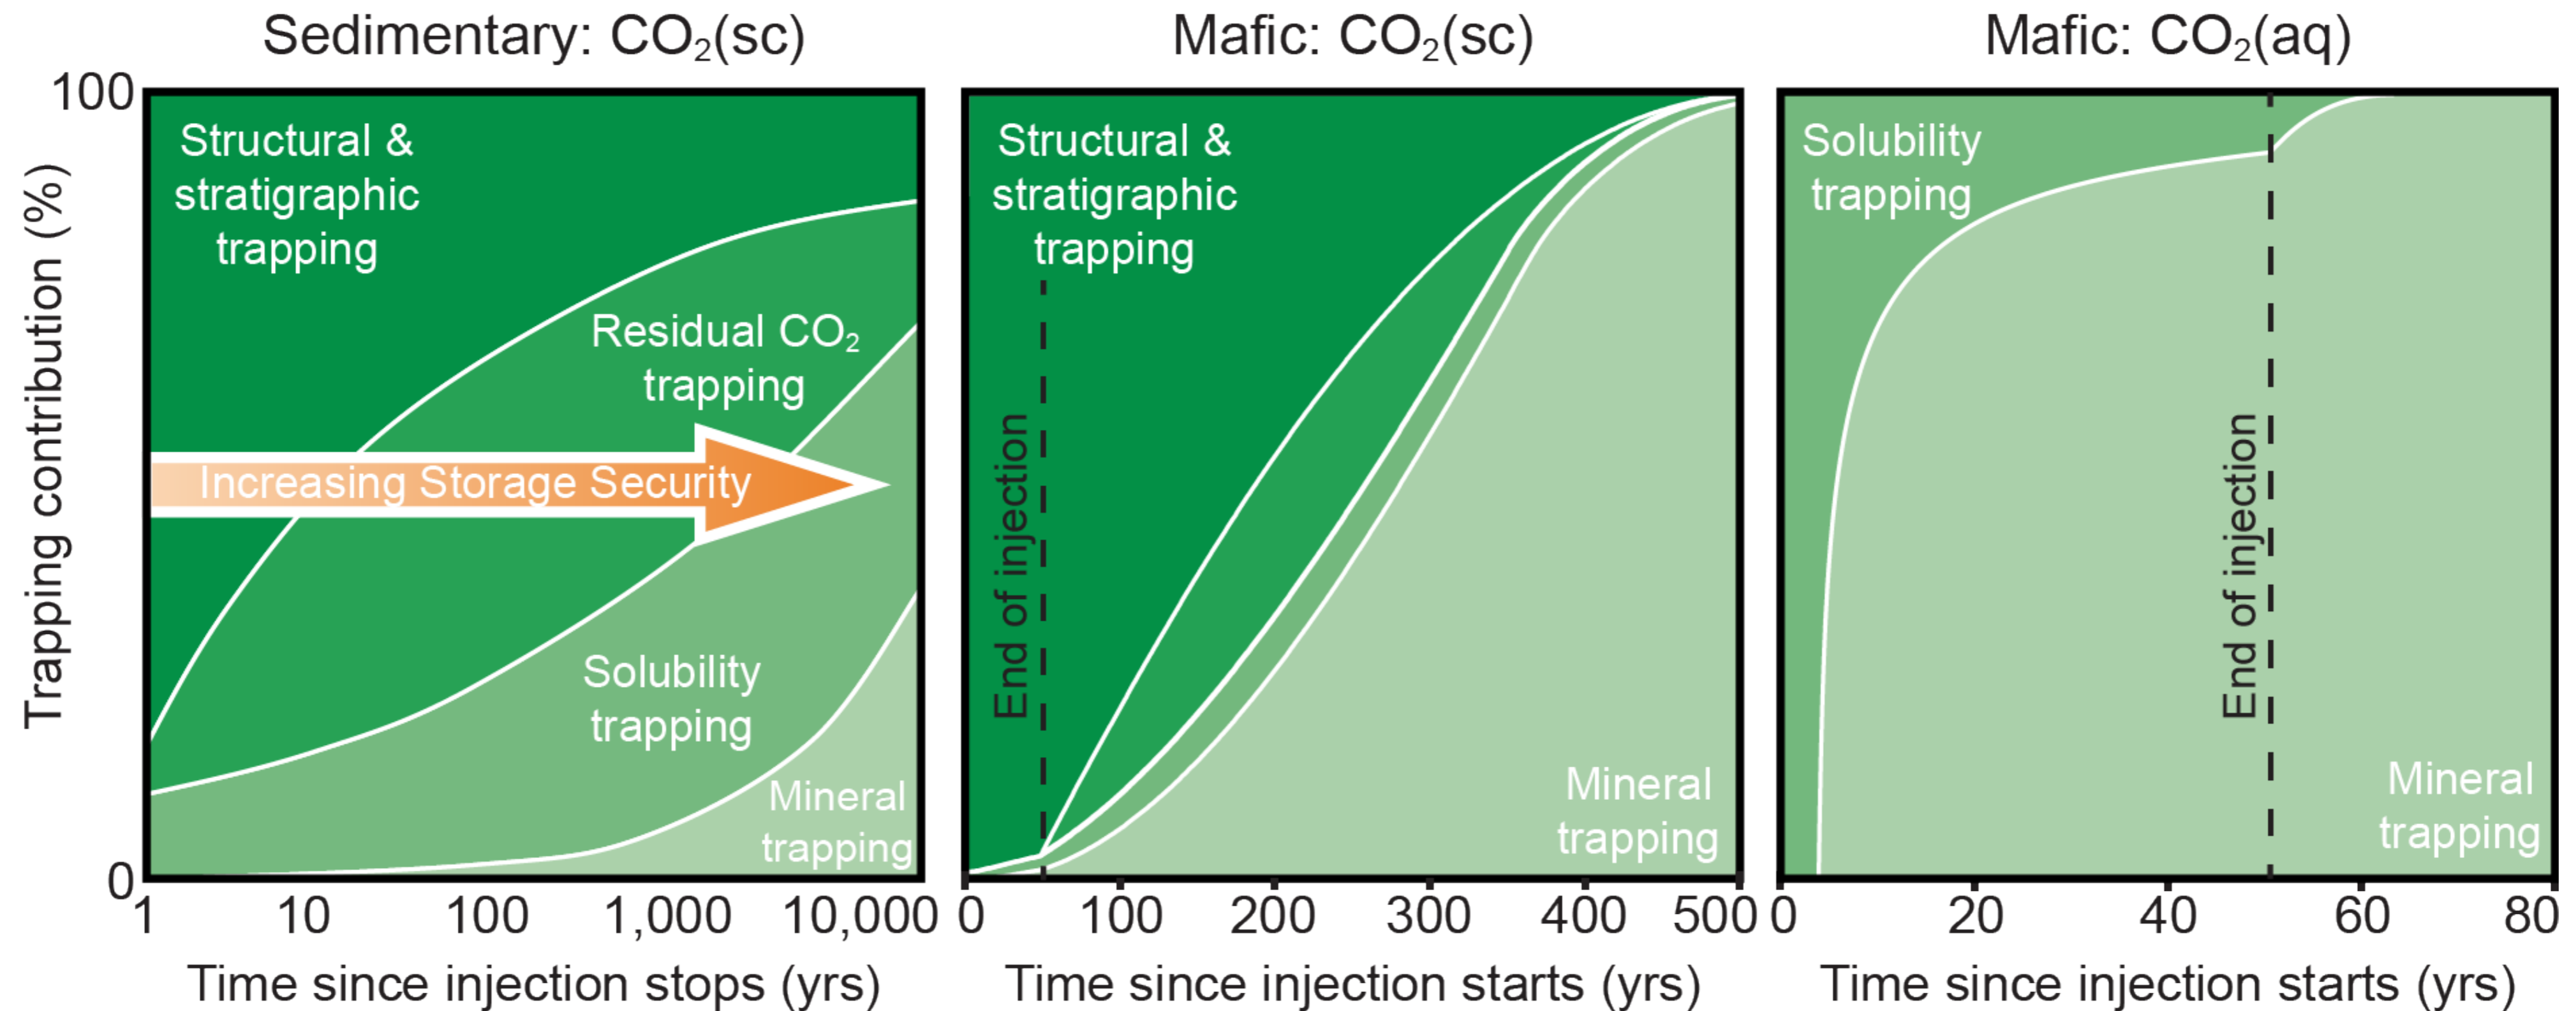 Sedimentary: CO₂(sc)
Mafic: CO₂(sc)
Mafic: CO₂(aq)
Trapping contribution (%)
100
0
Structural &
stratigraphic
trapping
Residual CO₂
trapping
Increasing Storage Security
Solubility
trapping
Mineral
trapping
1 10 100 1,000 10,000
Time since injection stops (yrs)
Structural &
stratigraphic
trapping
End of injection
Mineral
trapping
0 100 200 300 400 500
Time since injection starts (yrs)
Solubility
trapping
End of injection
Mineral
trapping
0 20 40 60 80
Time since injection starts (yrs)